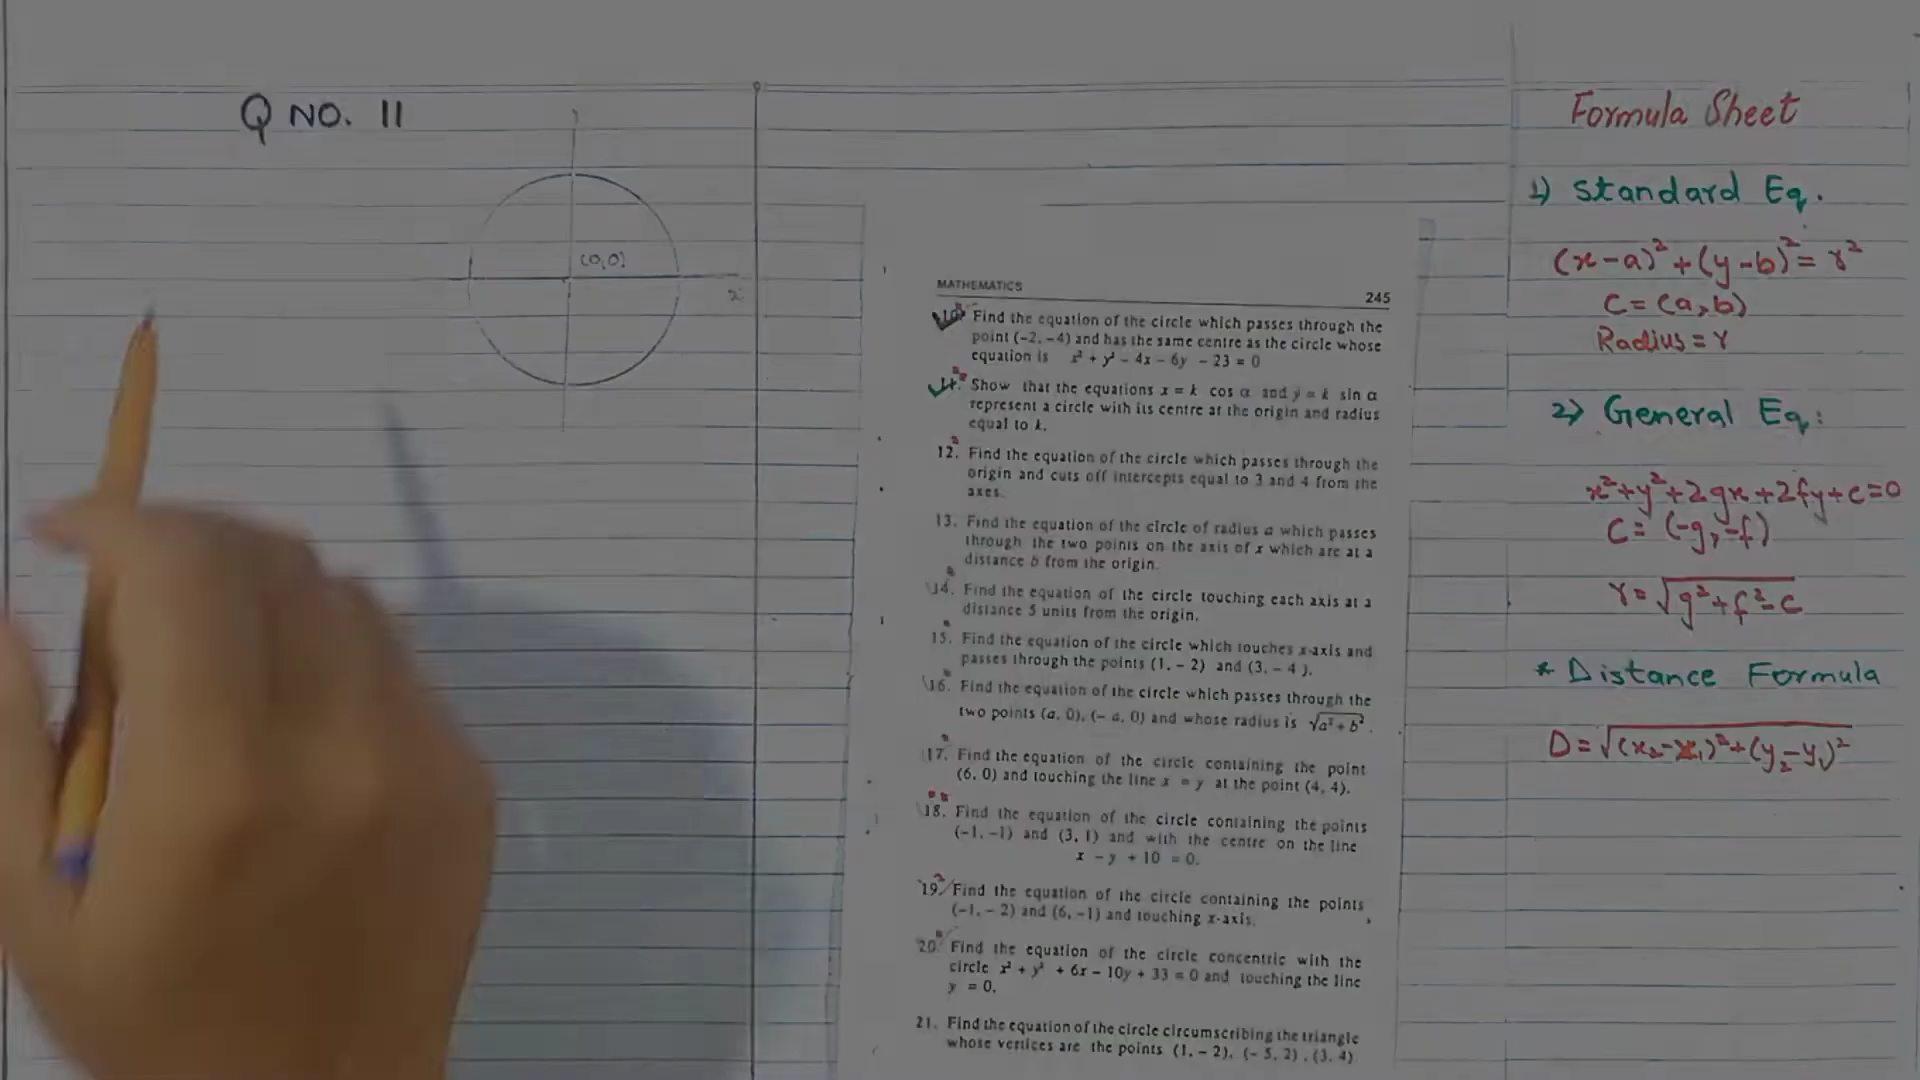 Q NO. 11
(0,0)
x
MATHEMATICS
245
10. Find the equation of the circle which passes through the
point (-2, -4) and has the same centre as the circle whose
equation is x² + y² - 4x - 6y - 23 = 0
11. Show that the equations x = k cos α and y = k sin α
represent a circle with its centre at the origin and radius
equal to k.
12. Find the equation of the circle which passes through the
origin and cuts off intercepts equal to 3 and 4 from the
axes.
13. Find the equation of the circle of radius a which passes
through the two points on the axis of x which are at a
distance b from the origin.
14. Find the equation of the circle touching each axis at a
distance 5 units from the origin.
15. Find the equation of the circle which touches x-axis and
passes through the points (1, - 2) and (3, - 4 ).
16. Find the equation of the circle which passes through the
two points (a, 0), (- a, 0) and whose radius is √a² + b².
17. Find the equation of the circle containing the point
(6, 0) and touching the line x = y at the point (4, 4).
18. Find the equation of the circle containing the points
(-1, -1) and (3, 1) and with the centre on the line
x - y + 10 = 0.
19. Find the equation of the circle containing the points
(-1, - 2) and (6, -1) and touching x-axis.
20. Find the equation of the circle concentric with the
circle x² + y² + 6x - 10y + 33 = 0 and touching the line
y = 0.
21. Find the equation of the circle circumscribing the triangle
whose vertices are the points (1, - 2), (- 5, 2) , (3, 4)
Formula Sheet
1) Standard Eq.
(x-a)²+(y-b)²=r²
C=(a,b)
Radius=r
2) General Eq:
x²+y²+2gx+2fy+c=0
C=(-g,-f)
r=√g²+f²-c
* Distance Formula
D=√(x₂-x₁)²+(y₂-y₁)²